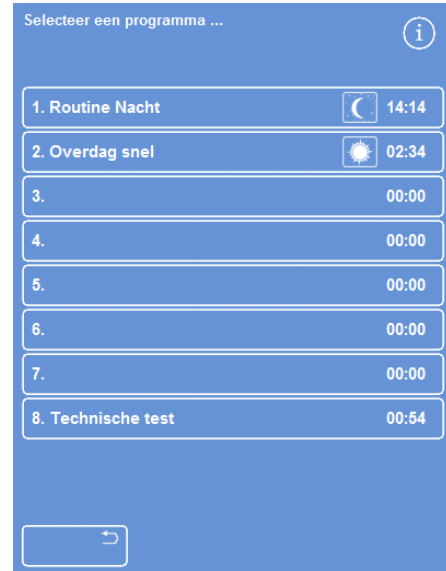 Selecteer een programma ...
i
1. Routine Nacht 14:14
2. Overdag snel 02:34
3. 00:00
4. 00:00
5. 00:00
6. 00:00
7. 00:00
8. Technische test 00:54